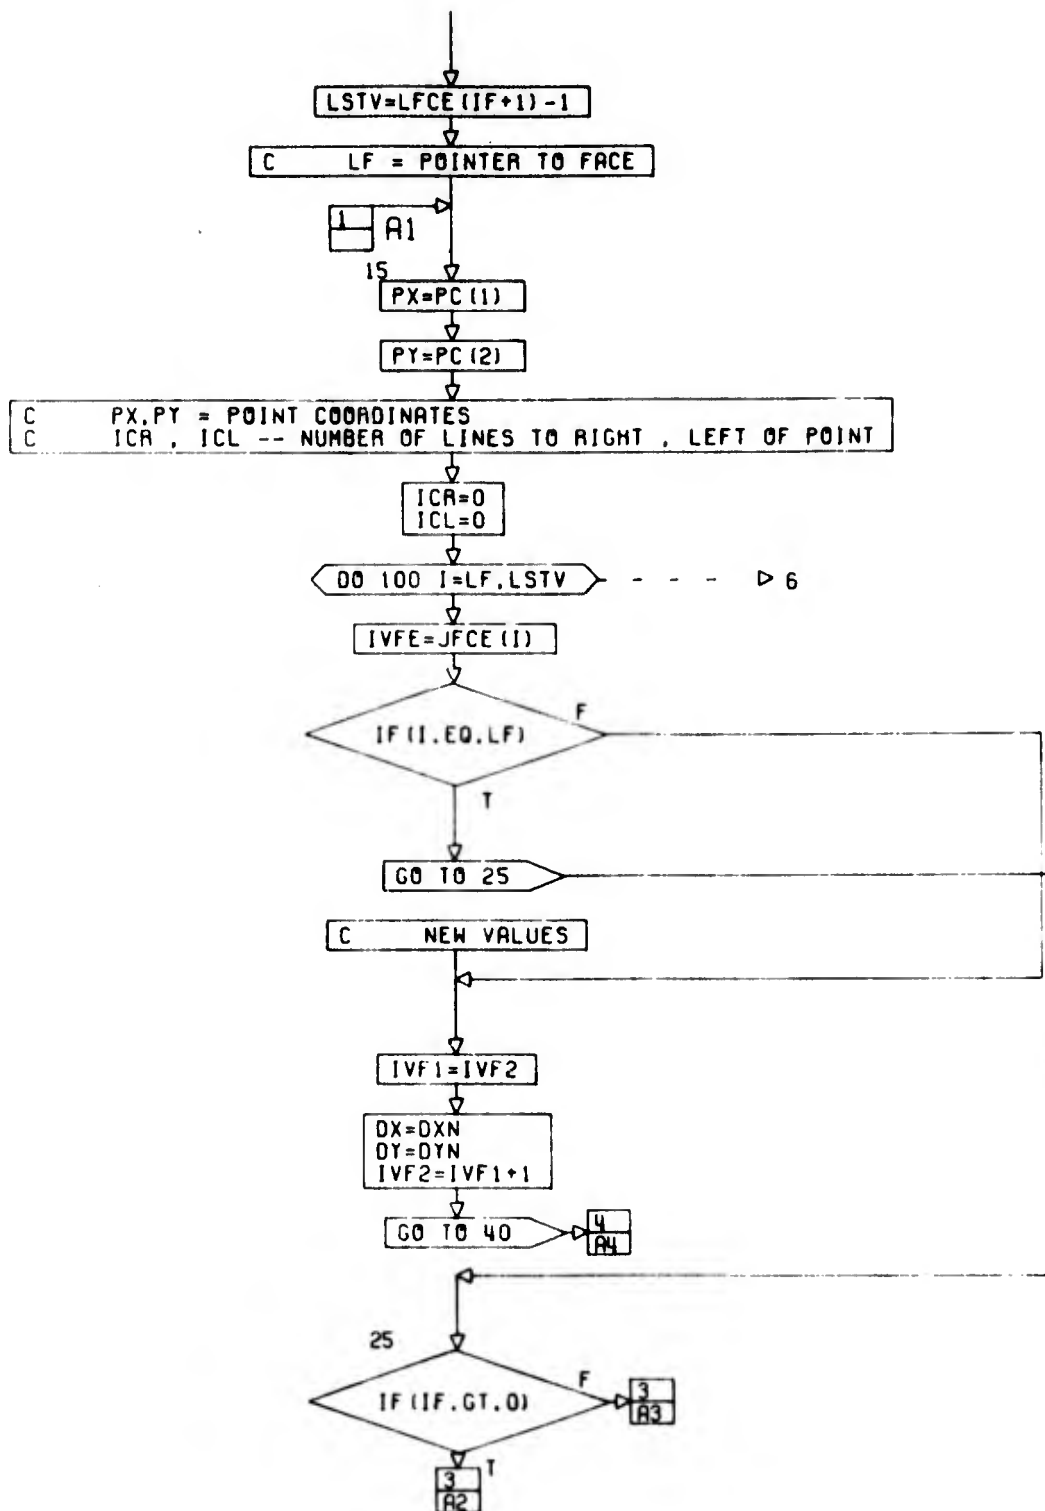 LSTV=LFCE(IF+1)-1
C LF = POINTER TO FACE
1 A1
15
PX=PC(1)
PY=PC(2)
C PX,PY = POINT COORDINATES
C ICR , ICL -- NUMBER OF LINES TO RIGHT , LEFT OF POINT
ICR=0
ICL=0
DO 100 I=LF,LSTV 6
IVFE=JFCE(I)
F
IF(I.EQ.LF)
T
GO TO 25
C NEW VALUES
IVF1=IVF2
DX=DXN
DY=DYN
IVF2=IVF1+1
GO TO 40
4
A4
25
F
IF(IF.GT.0)
3
A3
T
3
A2